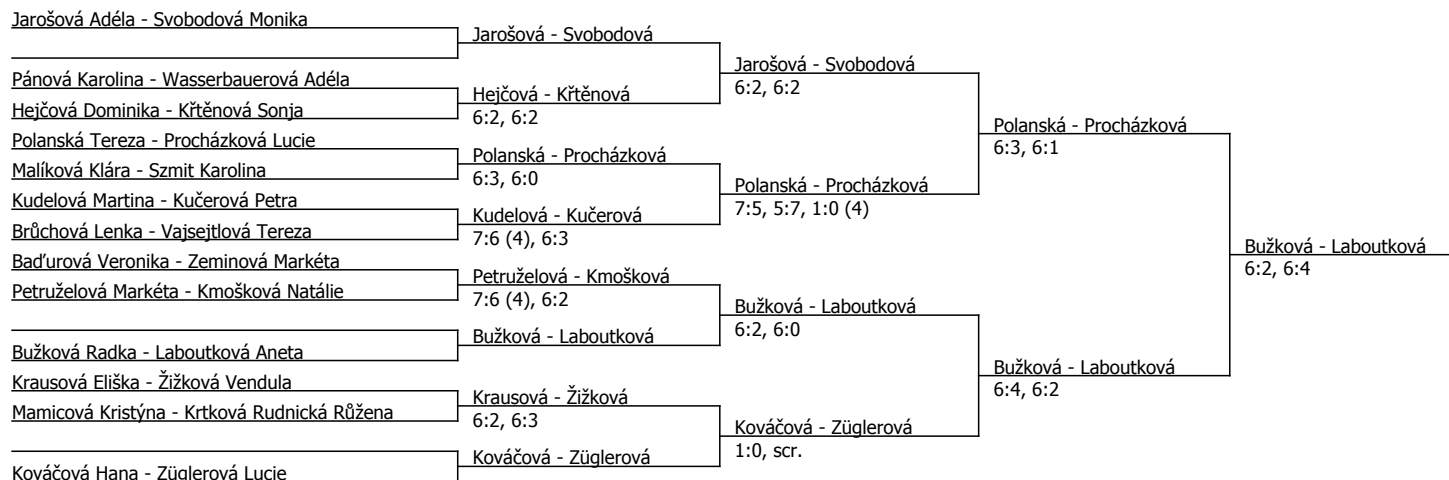 Jarošová Adéla - Svobodová Monika
Jarošová - Svobodová
Jarošová - Svobodová
6:2, 6:2
Pánová Karolina - Wasserbauerová Adéla
Hejčová - Křtěnová
6:2, 6:2
Hejčová Dominika - Křtěnová Sonja
Polanská - Procházková
6:3, 6:1
Polanská Tereza - Procházková Lucie
Polanská - Procházková
6:3, 6:0
Malíková Klára - Szmit Karolina
Polanská - Procházková
7:5, 5:7, 1:0 (4)
Kudelová Martina - Kučerová Petra
Kudelová - Kučerová
7:6 (4), 6:3
Brůchová Lenka - Vajsejtlová Tereza
Bužková - Laboutková
6:2, 6:4
Baďurová Veronika - Zeminová Markéta
Petruželová - Kmošková
7:6 (4), 6:2
Petruželová Markéta - Kmošková Natálie
Bužková - Laboutková
6:2, 6:0
Bužková - Laboutková
Bužková Radka - Laboutková Aneta
Bužková - Laboutková
6:4, 6:2
Krausová Eliška - Žižková Vendula
Krausová - Žižková
6:2, 6:3
Mamicová Kristýna - Krtková Rudnická Růžena
Kováčová - Züglerová
1:0, scr.
Kováčová - Züglerová
Kováčová Hana - Züglerová Lucie